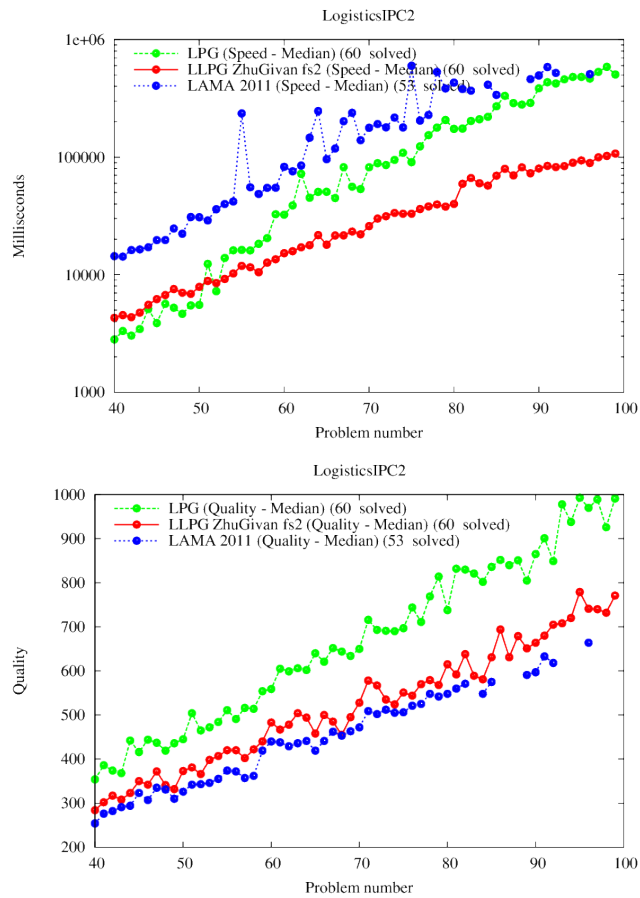 LogisticsIPC2
1e+06
LPG (Speed - Median) (60 solved)
LLPG ZhuGivan fs2 (Speed - Median) (60 solved)
LAMA 2011 (Speed - Median) (53 solved)
100000
Milliseconds
10000
1000
40 50 60 70 80 90 100
Problem number
LogisticsIPC2
1000
LPG (Quality - Median) (60 solved)
LLPG ZhuGivan fs2 (Quality - Median) (60 solved)
LAMA 2011 (Quality - Median) (53 solved)
900
800
700
Quality
600
500
400
300
200
40 50 60 70 80 90 100
Problem number